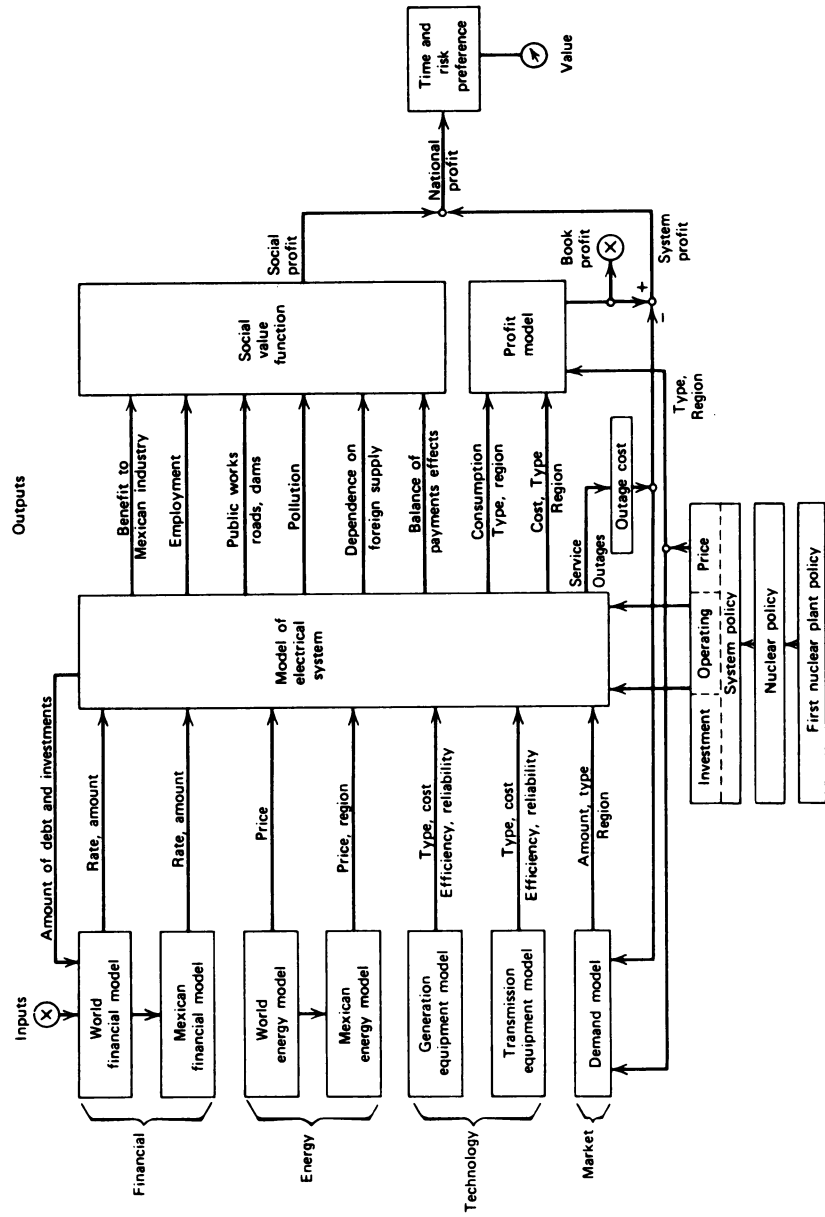 Outputs
Inputs
X
Amount of debt and investments
Financial
World
financial model
Mexican
financial model
Rate, amount
Rate, amount
Energy
World
energy model
Mexican
energy model
Price
Price, region
Technology
Generation
equipment model
Transmission
equipment model
Type, cost
Efficiency, reliability
Type, cost
Efficiency, reliability
Market
Demand model
Amount, type
Region
Model of
electrical
system
Benefit to
Mexican industry
Employment
Public works
roads, dams
Pollution
Dependence on
foreign supply
Balance of
payments effects
Consumption
Type, region
Cost, Type
Region
Service
Outages
Outage cost
Social
value
function
Profit
model
Social
profit
Book
profit
X
+
−
System
profit
National
profit
Time and
risk
preference
Value
Type,
Region
Investment
Operating
Price
System policy
Nuclear policy
First nuclear plant policy